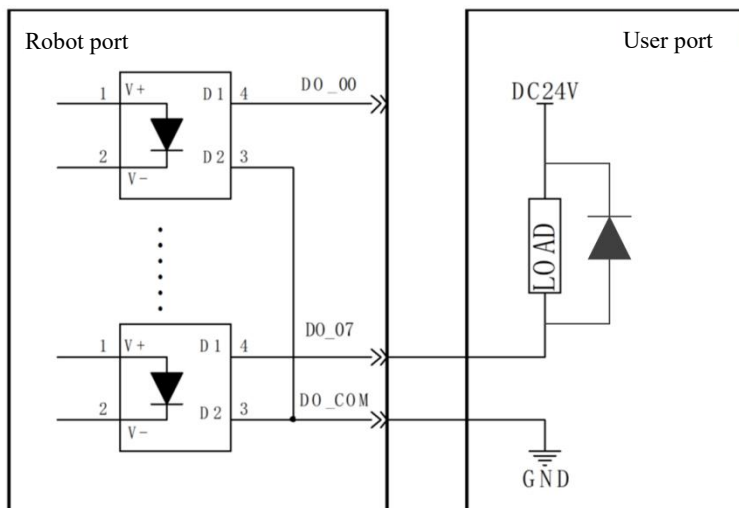 Robot port
User port
DO_00
DC24V
1
V+
D1
4
2
V-
D2
3
LOAD
DO_07
1
V+
D1
4
DO_COM
2
V-
D2
3
GND